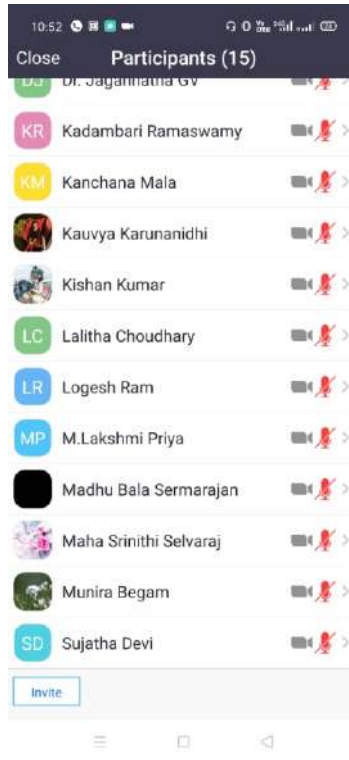 10:52
Close Participants (15)
DJ Dr. Jagannatha GV
KR Kadambari Ramaswamy
KM Kanchana Mala
Kauvya Karunanidhi
Kishan Kumar
LC Lalitha Choudhary
LR Logesh Ram
MP M.Lakshmi Priya
Madhu Bala Sermarajan
Maha Srinithi Selvaraj
Munira Begam
SD Sujatha Devi
Invite